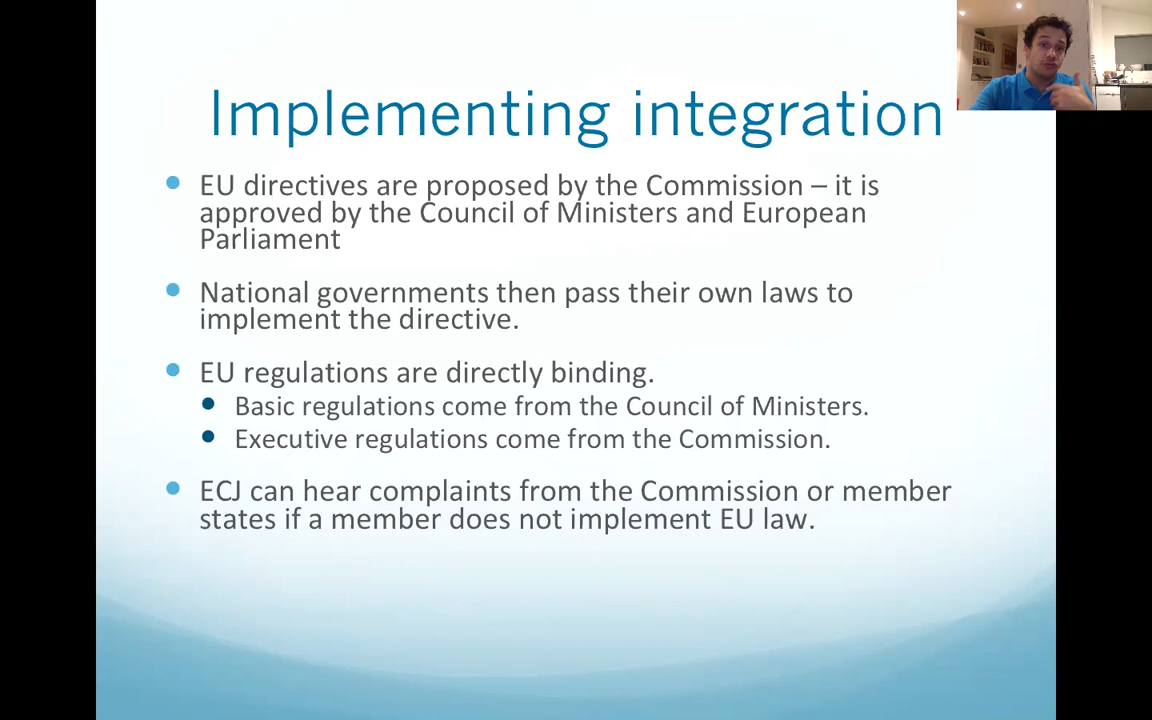 Implementing integration
EU directives are proposed by the Commission – it is
approved by the Council of Ministers and European
Parliament
National governments then pass their own laws to
implement the directive.
EU regulations are directly binding.
Basic regulations come from the Council of Ministers.
Executive regulations come from the Commission.
ECJ can hear complaints from the Commission or member
states if a member does not implement EU law.